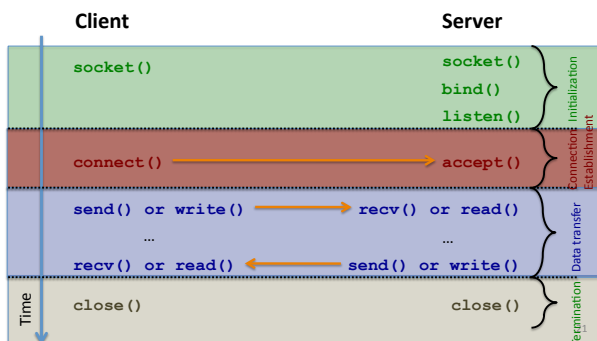 Client Server
socket() socket()
bind()
listen()
Initialization
connect() accept()
Connection
Establishment
send() or write() recv() or read()
… …
recv() or read() send() or write()
Data transfer
close() close()
Time
1